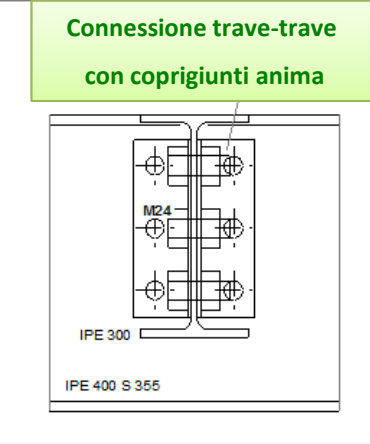 Connessione trave-trave
con coprigiunti anima
M24
IPE 300
IPE 400 S 355